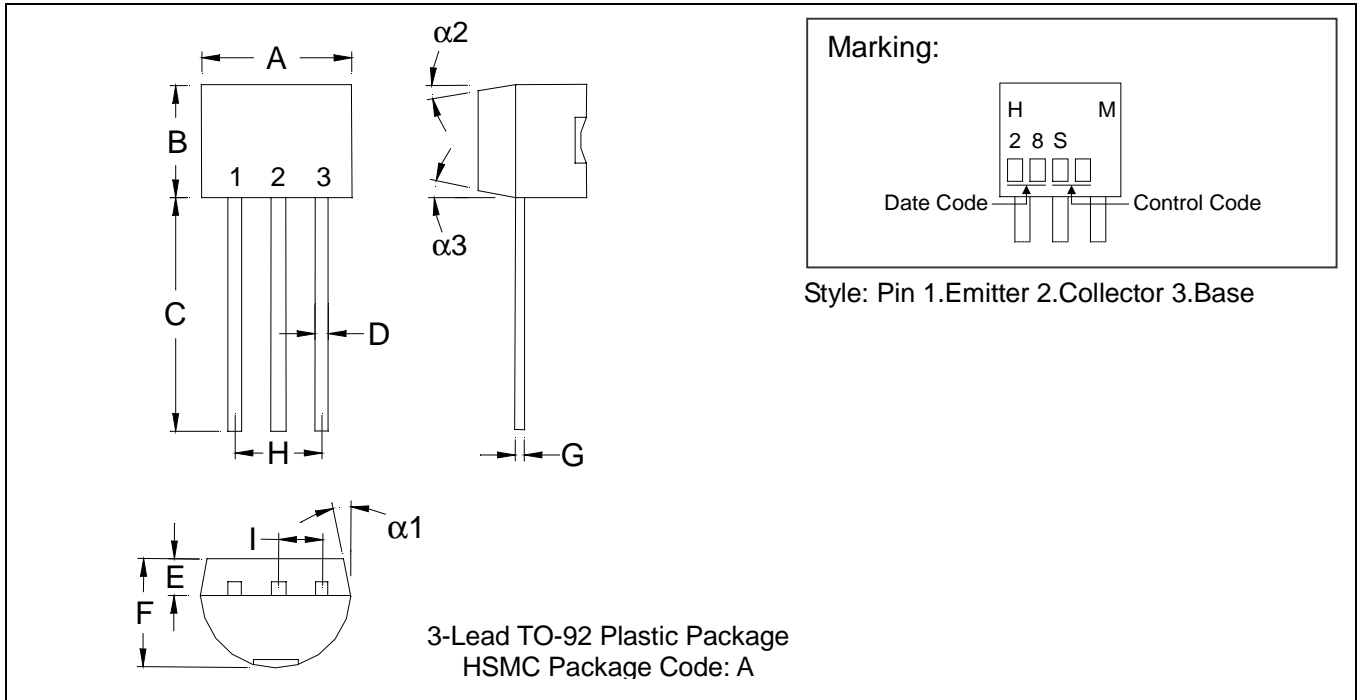 α2
A
B
1 2 3
α3
C
D
H
G
α1
I
E
F
3-Lead TO-92 Plastic Package
HSMC Package Code: A
Marking:
H M
2 8 S
Date Code
Control Code
Style: Pin 1.Emitter 2.Collector 3.Base